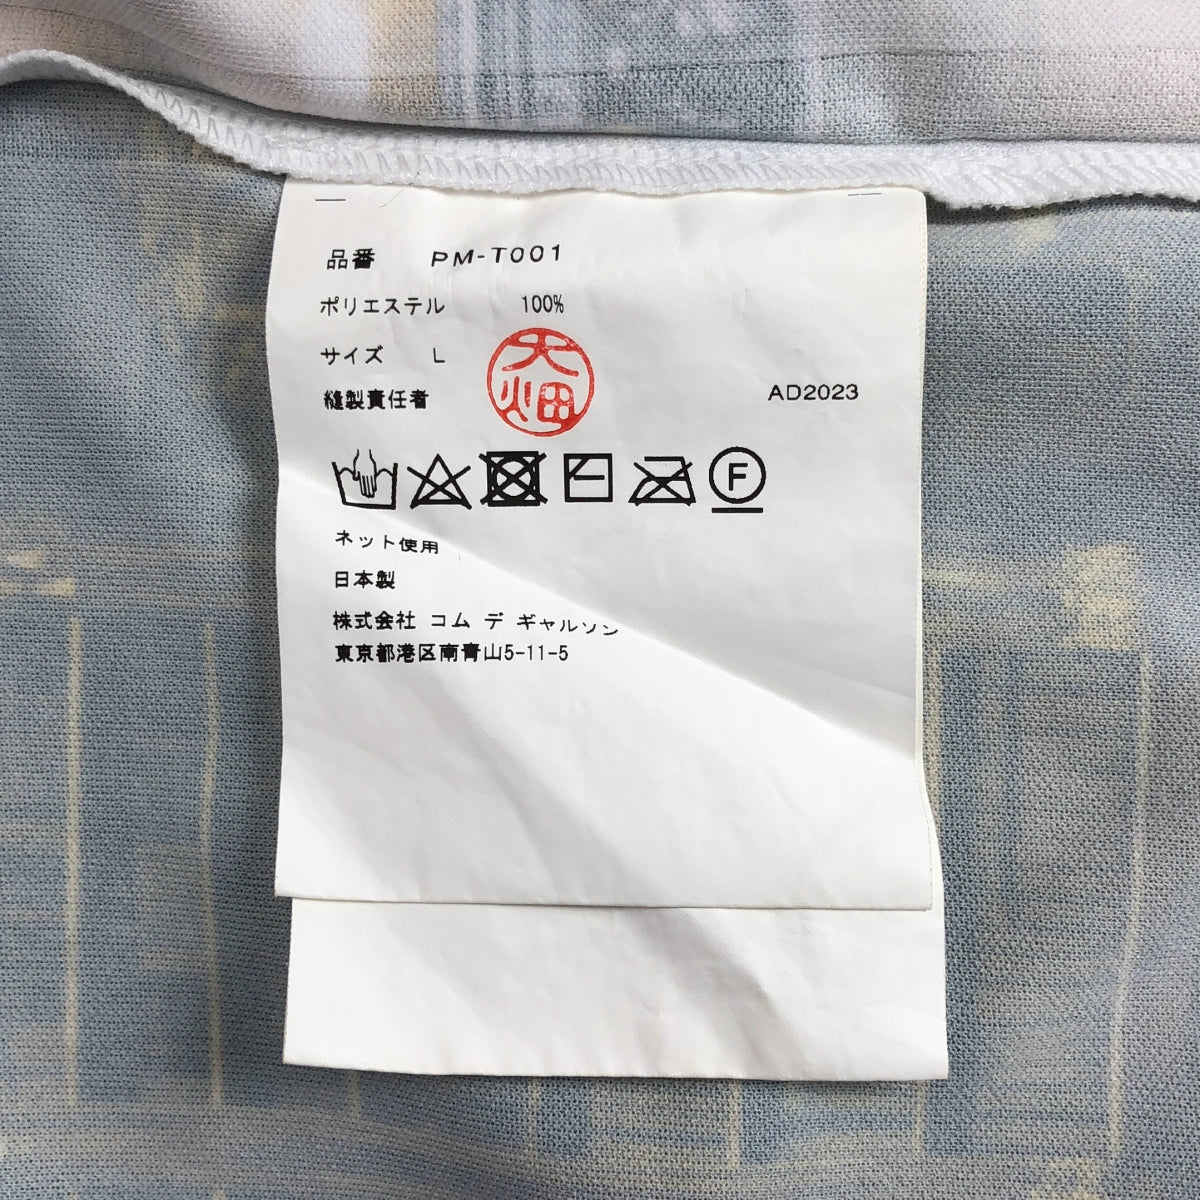 品番 PM-T001
ポリエステル 100%
サイズ L
大畑
縫製責任者
AD2023
F
ネット使用
日本製
株式会社 コム デ ギャルソン
東京都港区南青山5-11-5